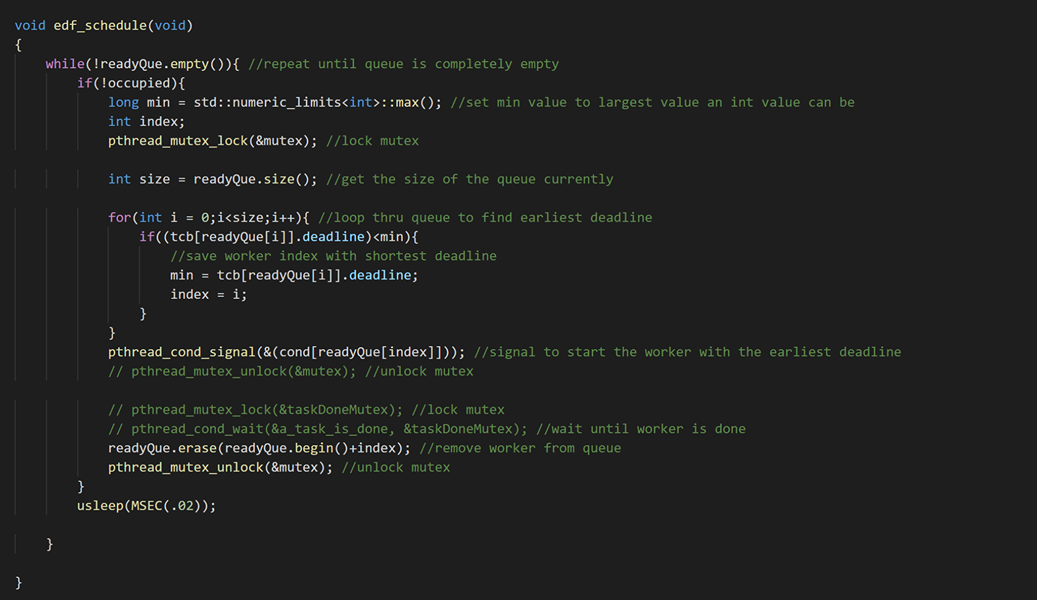 void edf_schedule(void)
{
while(!readyQue.empty()){ //repeat until queue is completely empty
if(!occupied){
long min = std::numeric_limits<int>::max(); //set min value to largest value an int value can be
int index;
pthread_mutex_lock(&mutex); //lock mutex
int size = readyQue.size(); //get the size of the queue currently
for(int i = 0;i<size;i++){ //loop thru queue to find earliest deadline
if((tcb[readyQue[i]].deadline)<min){
//save worker index with shortest deadline
min = tcb[readyQue[i]].deadline;
index = i;
}
}
pthread_cond_signal(&(cond[readyQue[index]])); //signal to start the worker with the earliest deadline
// pthread_mutex_unlock(&mutex); //unlock mutex
// pthread_mutex_lock(&taskDoneMutex); //lock mutex
// pthread_cond_wait(&a_task_is_done, &taskDoneMutex); //wait until worker is done
readyQue.erase(readyQue.begin()+index); //remove worker from queue
pthread_mutex_unlock(&mutex); //unlock mutex
}
usleep(MSEC(.02));
}
}